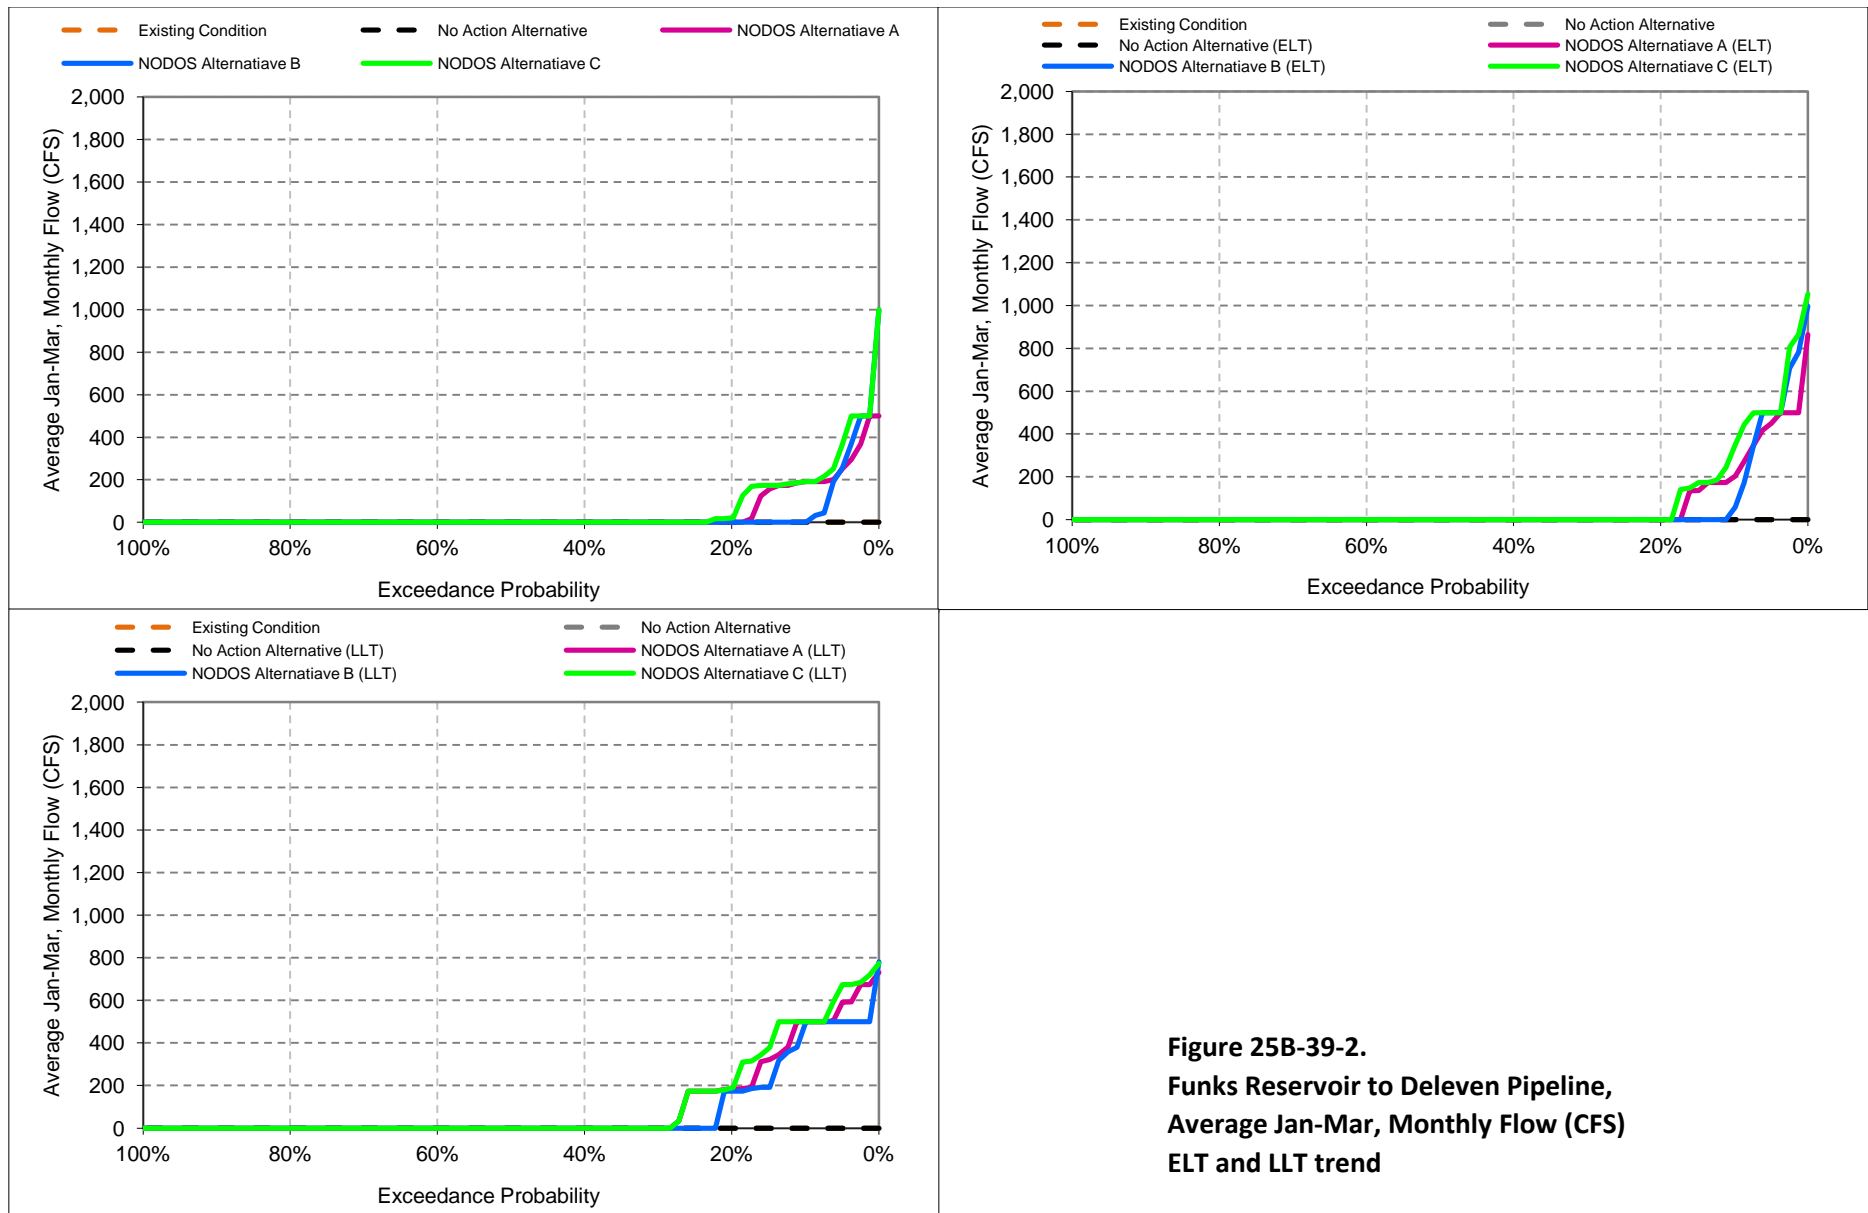 Existing Condition No Action Alternative NODOS Alternatiave A
NODOS Alternatiave B NODOS Alternatiave C
2,000
1,800
1,600
1,400
1,200
1,000
800
600
400
200
0
100% 80% 60% 40% 20% 0%
Average Jan-Mar, Monthly Flow (CFS)
Exceedance Probability
Existing Condition No Action Alternative
No Action Alternative (ELT) NODOS Alternatiave A (ELT)
NODOS Alternatiave B (ELT) NODOS Alternatiave C (ELT)
2,000
1,800
1,600
1,400
1,200
1,000
800
600
400
200
0
100% 80% 60% 40% 20% 0%
Average Jan-Mar, Monthly Flow (CFS)
Exceedance Probability
Existing Condition No Action Alternative
No Action Alternative (LLT) NODOS Alternatiave A (LLT)
NODOS Alternatiave B (LLT) NODOS Alternatiave C (LLT)
2,000
1,800
1,600
1,400
1,200
1,000
800
600
400
200
0
100% 80% 60% 40% 20% 0%
Average Jan-Mar, Monthly Flow (CFS)
Exceedance Probability
Figure 25B-39-2.
Funks Reservoir to Deleven Pipeline,
Average Jan-Mar, Monthly Flow (CFS)
ELT and LLT trend